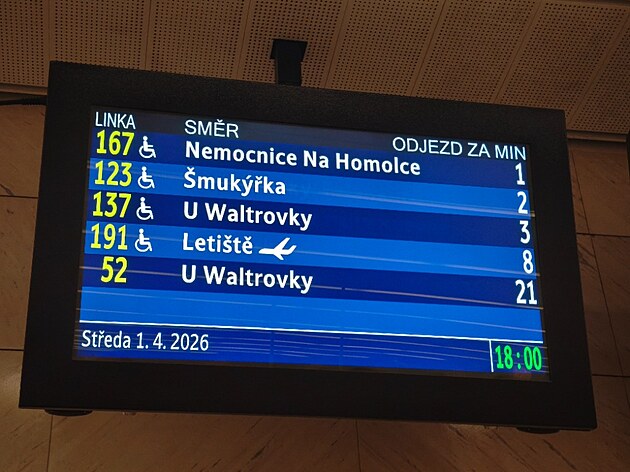 LINKA SMĚR ODJEZD ZA MIN
167 Nemocnice Na Homolce 1
123 Šmukýřka 2
137 U Waltrovky 3
191 Letiště 8
52 U Waltrovky 21
Středa 1. 4. 2026 18:00